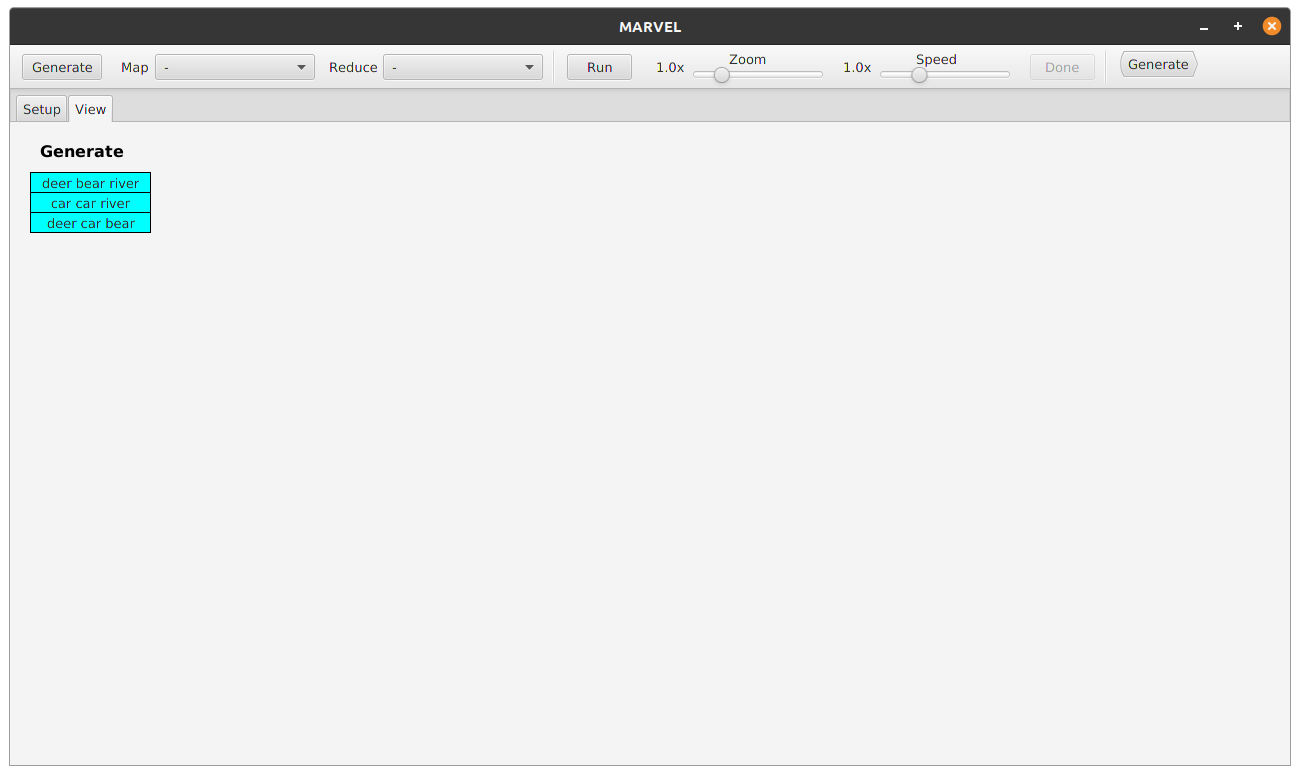 MARVEL
Generate Map - Reduce - Run 1.0x Zoom 1.0x Speed Done Generate
Setup View
Generate
deer bear river
car car river
deer car bear